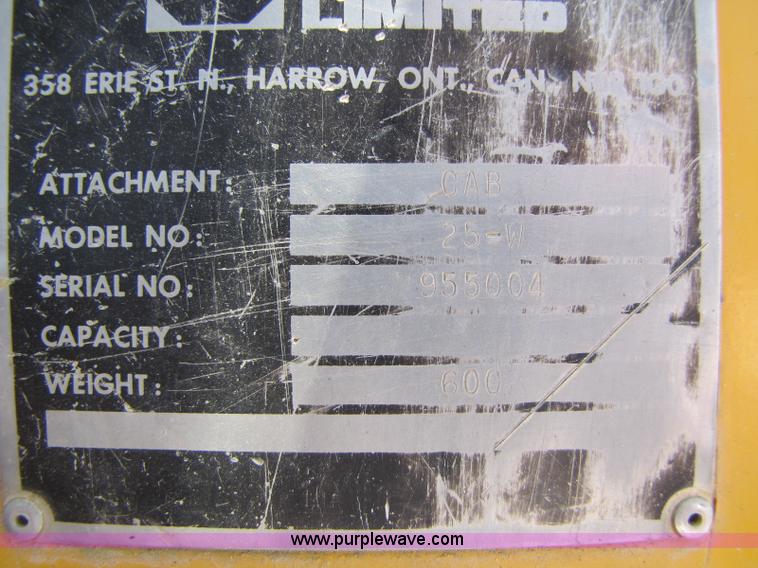 LIMITED
358 ERIE ST. N., HARROW, ONT., CAN.,
ATTACHMENT: CAB
MODEL NO: 25-W
SERIAL NO: 955004
CAPACITY:
WEIGHT: 600
www.purplewave.com